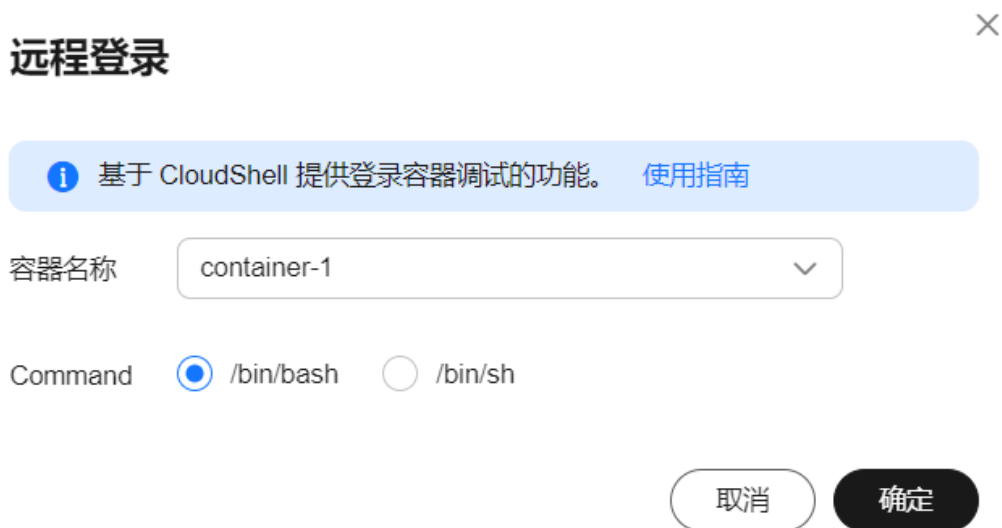 远程登录
基于 CloudShell 提供登录容器调试的功能。 使用指南
容器名称 container-1
Command /bin/bash /bin/sh
取消 确定